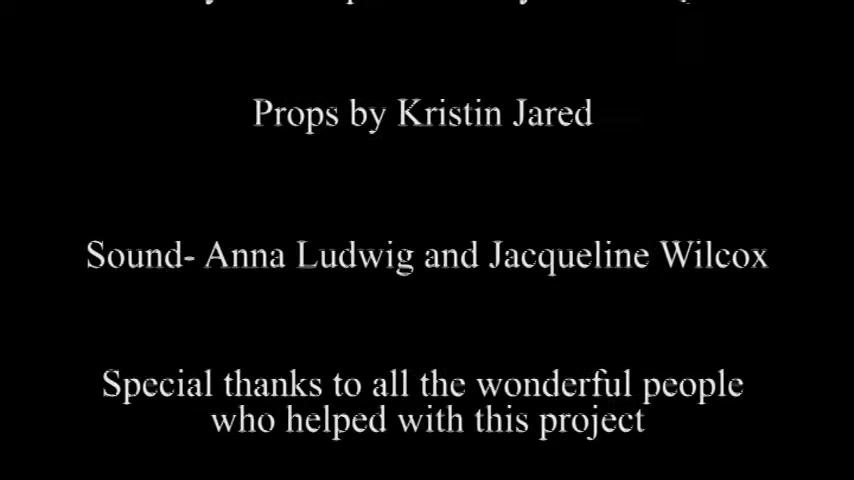 Props by Kristin Jared
Sound- Anna Ludwig and Jacqueline Wilcox
Special thanks to all the wonderful people
who helped with this project